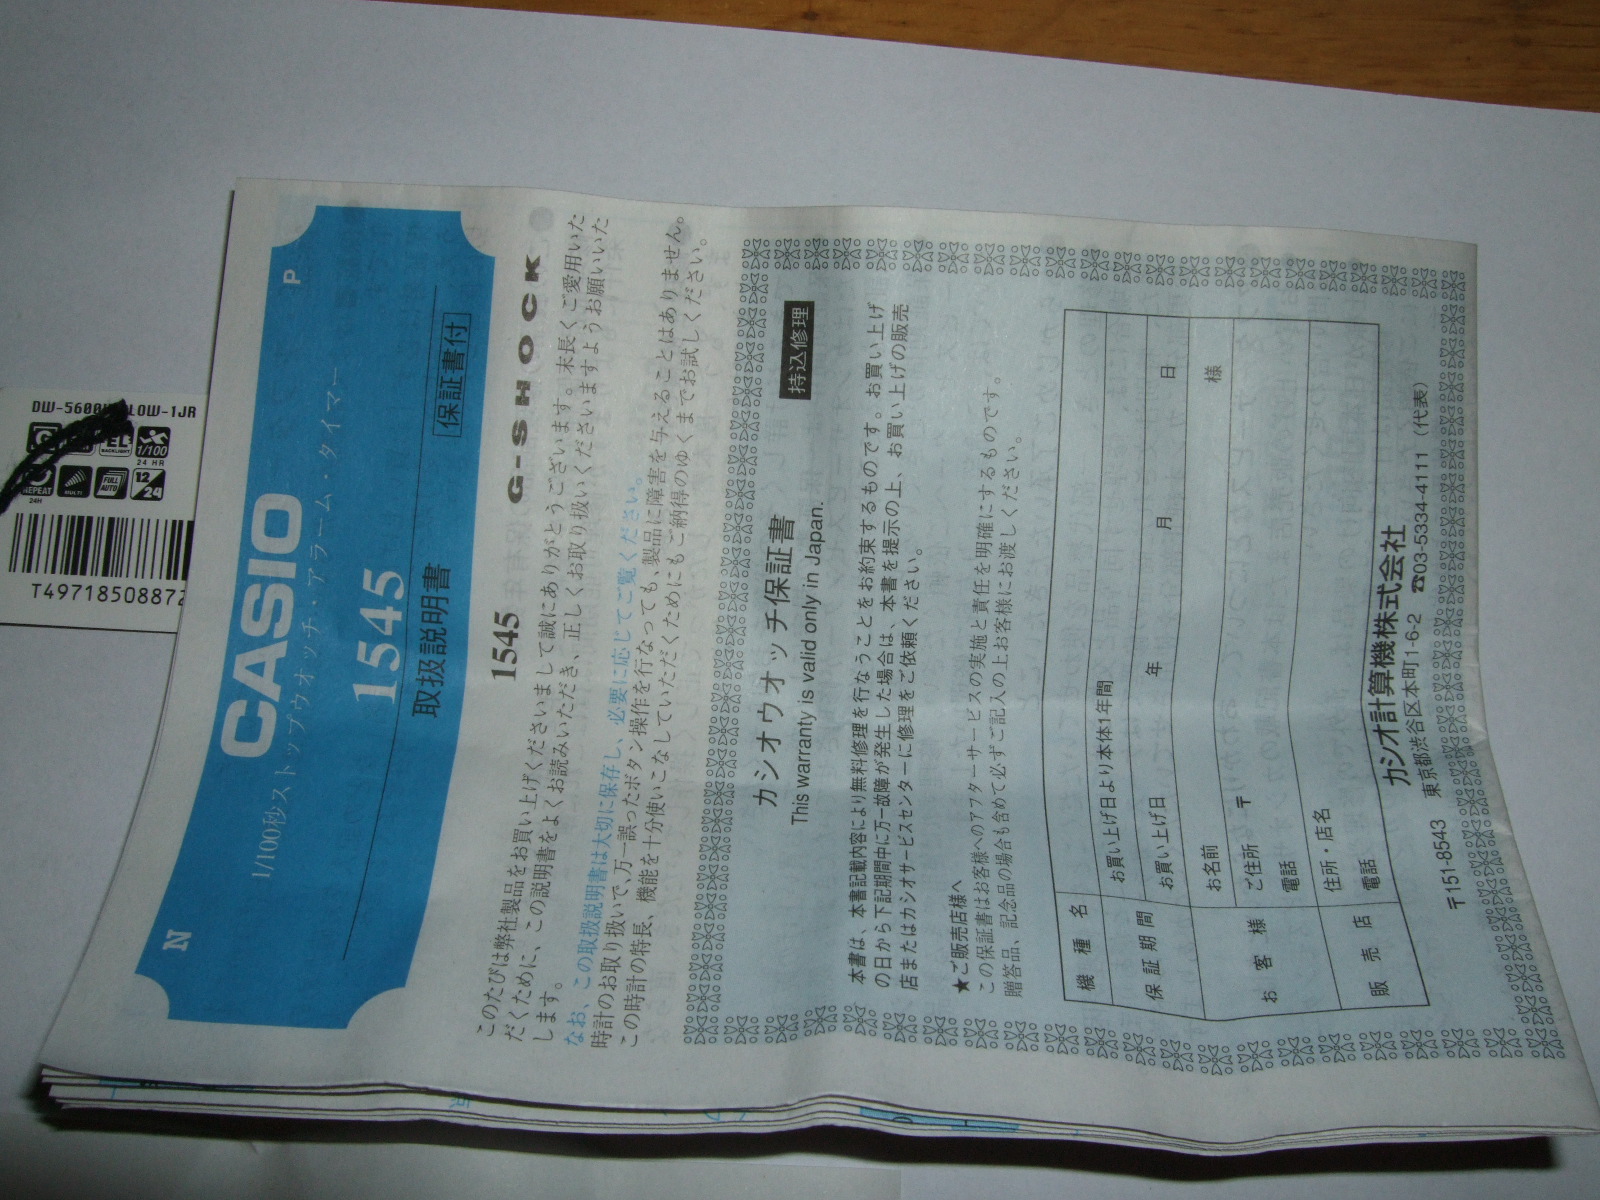 CASIO
N
P
1/100秒ストップウオッチ・アラーム・タイマー
1545
取扱説明書
保証書付
1545
G-SHOCK
このたびは弊社製品をお買い上げくださいまして誠にありがとうございます。末長くご愛用いた
だくために、この説明書をよくお読みいただき、正しくお取り扱いくださいますようお願いいた
します。
なお、この取扱説明書は大切に保存し、必要に応じてご覧ください。
時計のお取り扱いで、万一誤ったボタン操作を行なっても、製品に障害を与えることはありません。
この時計の特長、機能を十分使いこなしていただくためにもご納得のゆくまでお試しください。
カシオウオッチ保証書
持込修理
This warranty is valid only in Japan.
本書は、本書記載内容により無料修理を行なうことをお約束するものです。お買い上げ
の日から下記期間中に万一故障が発生した場合は、本書を提示の上、お買い上げの販売
店またはカシオサービスセンターに修理をご依頼ください。
★ご販売店様へ
この保証書はお客様へのアフターサービスの実施と責任を明確にするものです。
贈答品、記念品の場合も含めて必ずご記入の上お客様にお渡しください。
機種名
保証期間 お買い上げ日より本体1年間
お買い上げ日 年 月 日
お客様 お名前 様
ご住所 〒
電話
販売店 住所・店名
電話
カシオ計算機株式会社
〒151-8543 東京都渋谷区本町1-6-2 ☎03-5334-4111(代表)
EL
BACKLIGHT
1/100
24 HR
REPEAT
24H
MULTI
FULL
AUTO
12/24